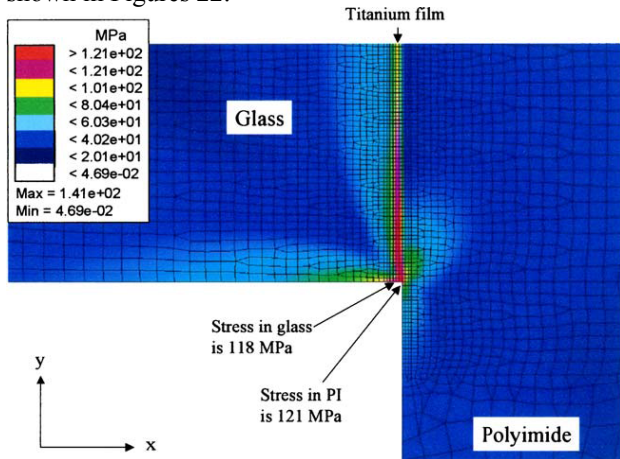 shown in Figures 22.
Titanium film
MPa
> 1.21e+02
< 1.21e+02
< 1.01e+02
< 8.04e+01
< 6.03e+01
< 4.02e+01
< 2.01e+01
< 4.69e-02
Max = 1.41e+02
Min = 4.69e-02
Glass
Stress in glass
is 118 MPa
Stress in PI
is 121 MPa
y
x
Polyimide